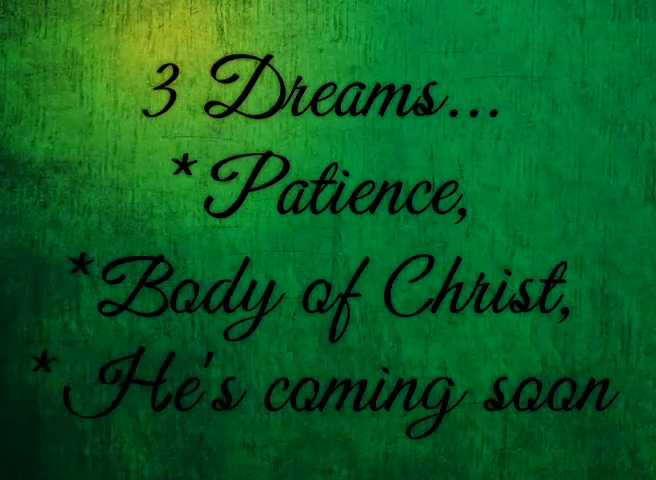 3 Dreams...
*Patience,
*Body of Christ,
* He's coming soon